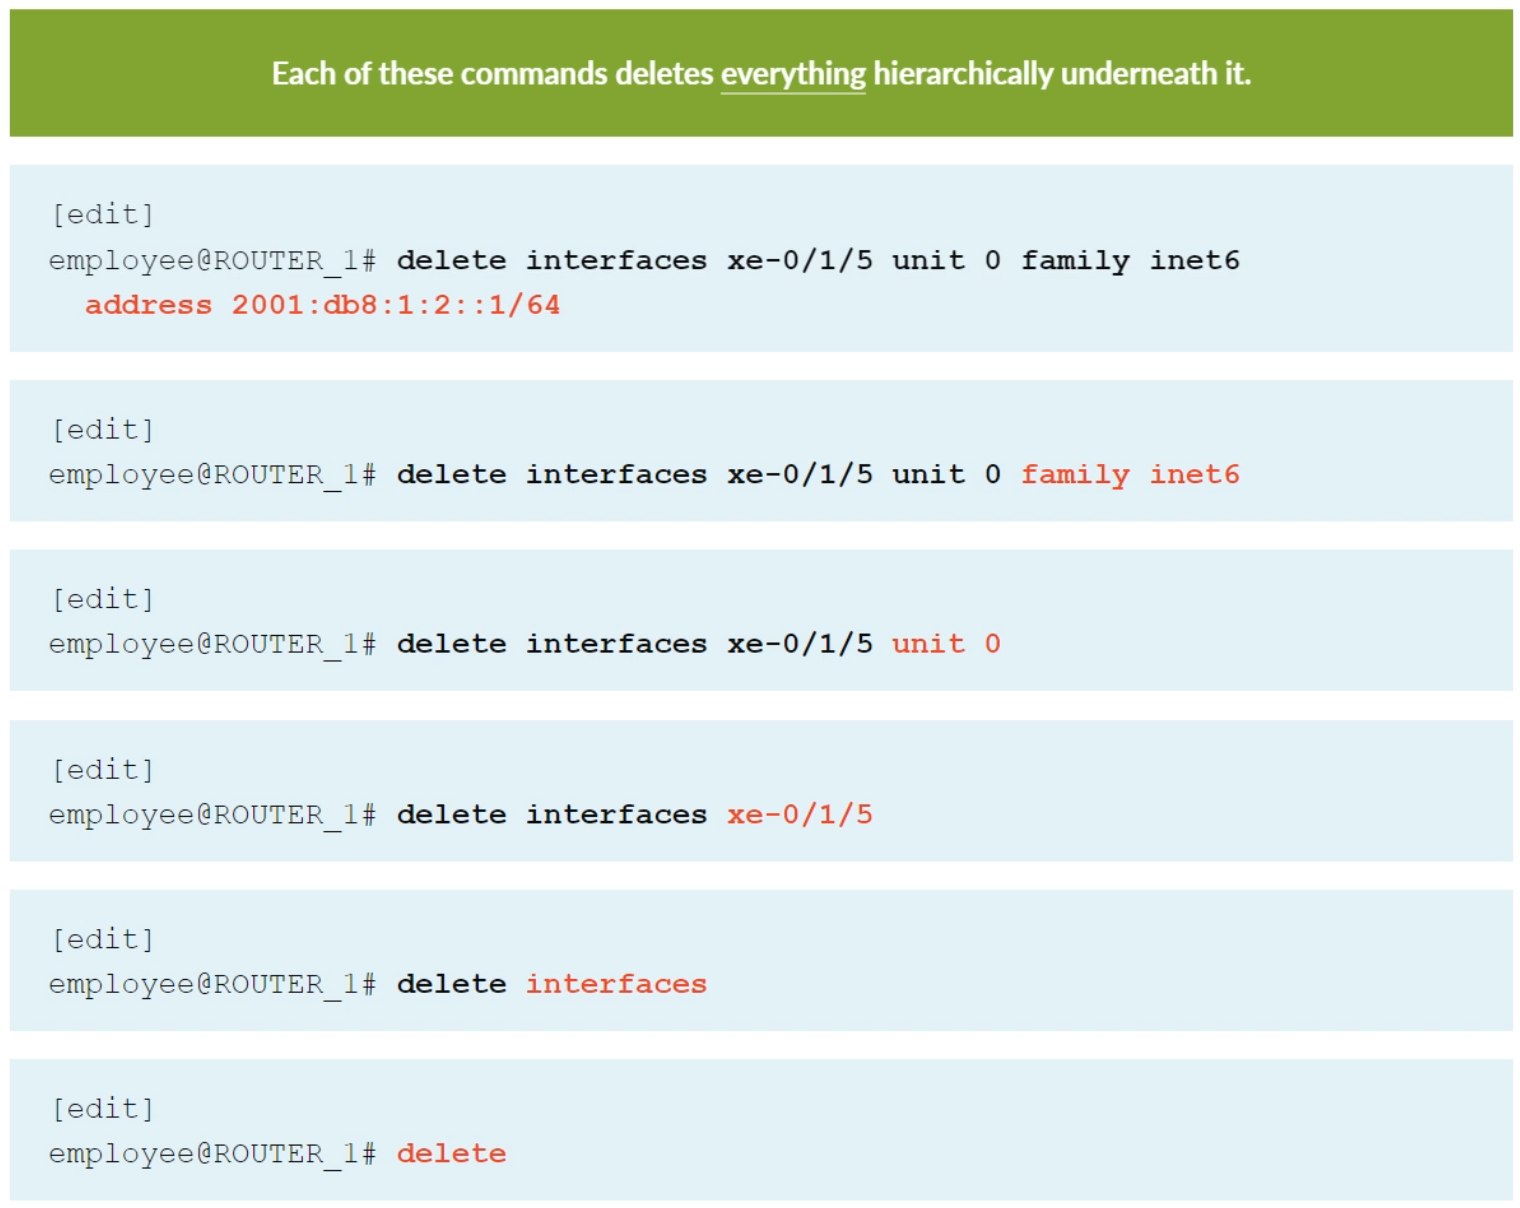 Each of these commands deletes everything hierarchically underneath it.
[edit]
employee@ROUTER_1# delete interfaces xe-0/1/5 unit 0 family inet6
address 2001:db8:1:2::1/64
[edit]
employee@ROUTER_1# delete interfaces xe-0/1/5 unit 0 family inet6
[edit]
employee@ROUTER_1# delete interfaces xe-0/1/5 unit 0
[edit]
employee@ROUTER_1# delete interfaces xe-0/1/5
[edit]
employee@ROUTER_1# delete interfaces
[edit]
employee@ROUTER_1# delete